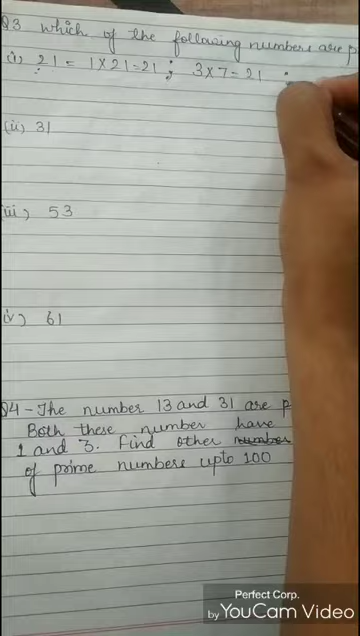 Q3 which of the following numbers are p
(i) 21 = 1 × 21 = 21 ; 3 × 7 = 21 ;
(ii) 31
(iii) 53
(iv) 61
Q4 - The number 13 and 31 are p
Both these number have
1 and 3. Find other number
of prime numbers upto 100
Perfect Corp.
by YouCam Video